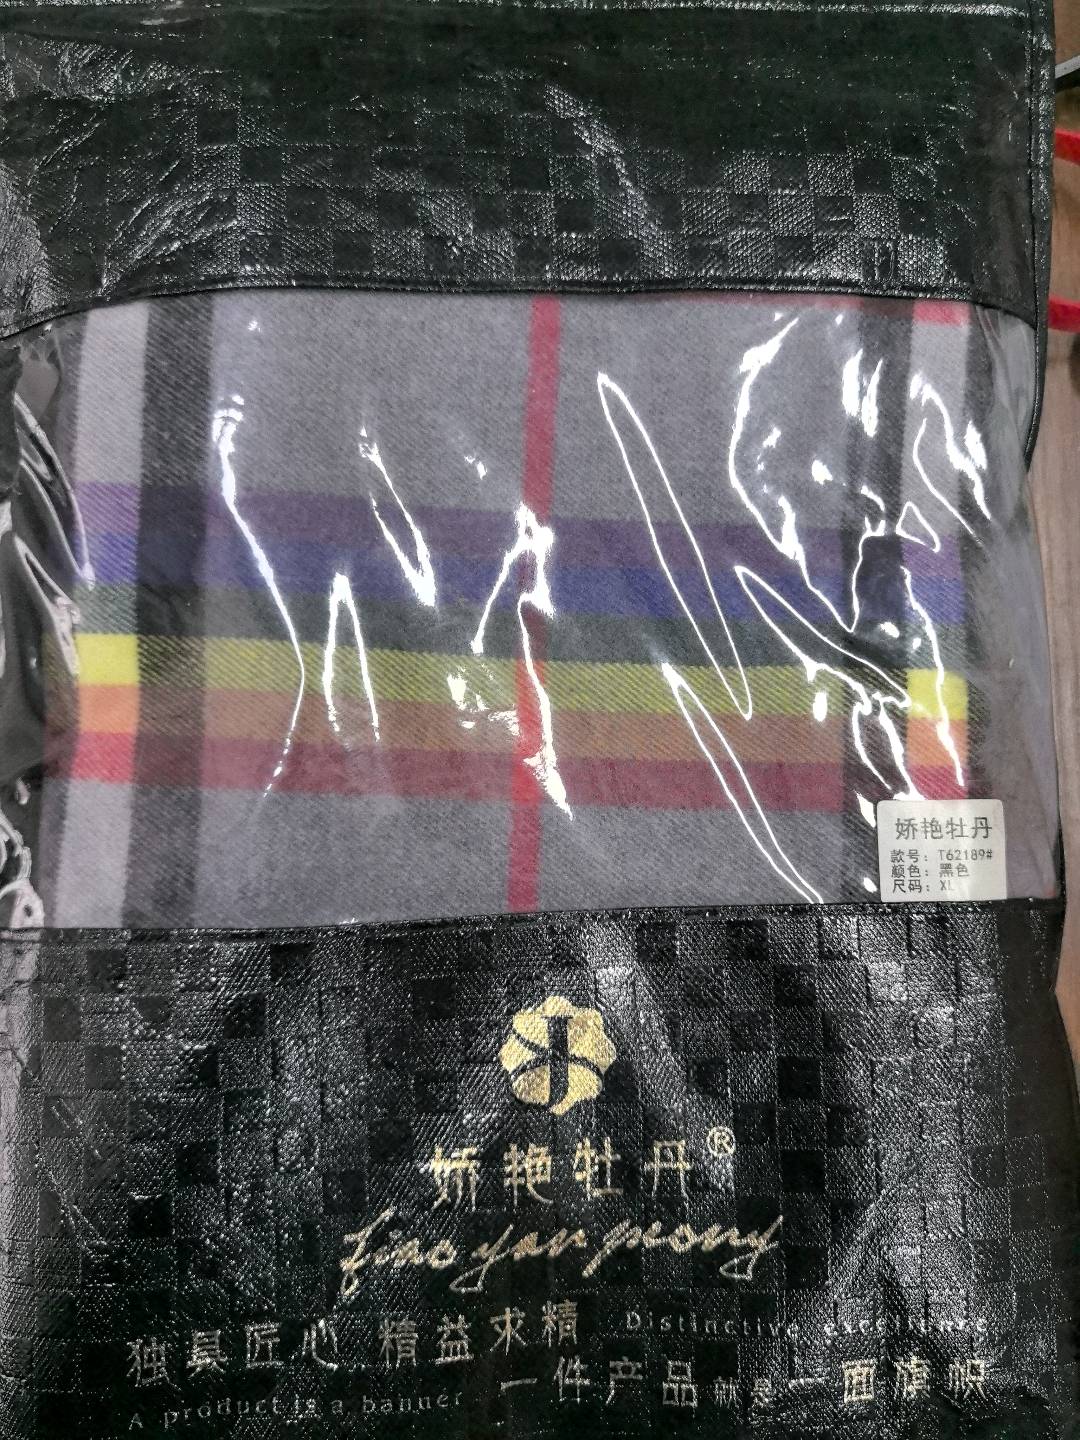 娇艳牡丹
款号：T62189#
颜色：黑色
尺码：XL
J
娇艳牡丹®
Jiao yan peony
独具匠心 精益求精 Distinctive excellence
一件产品就是一面旗帜
A product is a banner